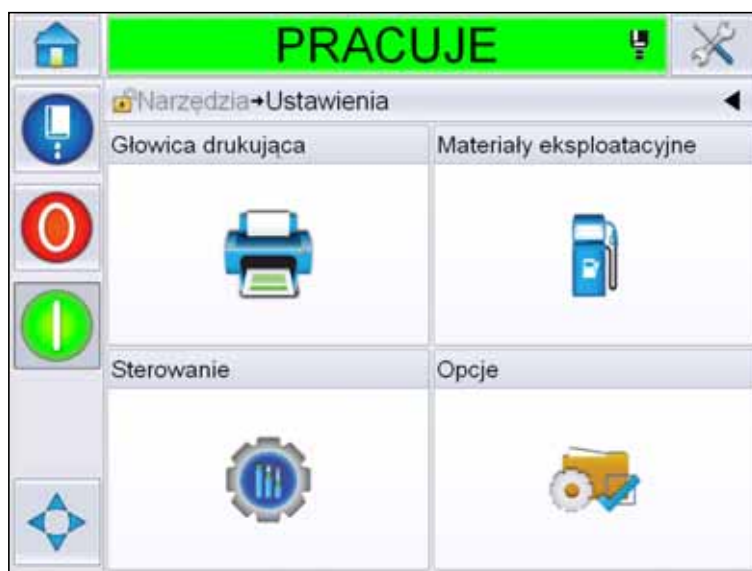 PRACUJE
Narzędzia→Ustawienia
Głowica drukująca
Materiały eksploatacyjne
Sterowanie
Opcje